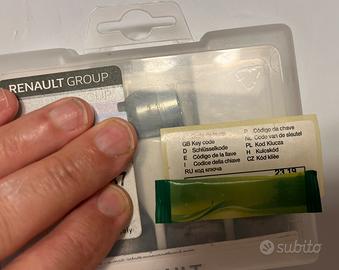 RENAULT GROUP
GB Key code
D Schlüsselkode
E Código de la llave
I Codice della chiave
RU код ключа
P Código da chave
NL Code van de sleutel
PL Kod Klucza
H Kulcskód
CZ Kód klíče
subito